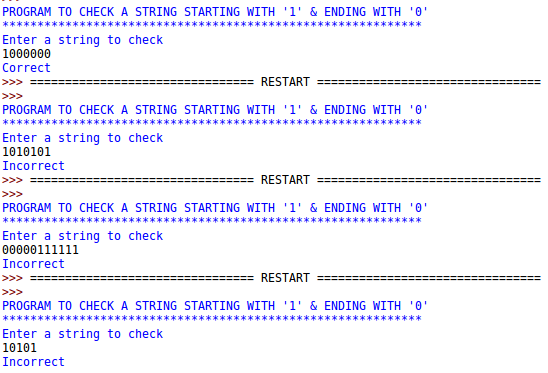 PROGRAM TO CHECK A STRING STARTING WITH '1' & ENDING WITH '0'
************************************************************
Enter a string to check
1000000
Correct
>>> ================================ RESTART ================================
>>>
PROGRAM TO CHECK A STRING STARTING WITH '1' & ENDING WITH '0'
************************************************************
Enter a string to check
1010101
Incorrect
>>> ================================ RESTART ================================
>>>
PROGRAM TO CHECK A STRING STARTING WITH '1' & ENDING WITH '0'
************************************************************
Enter a string to check
00000111111
Incorrect
>>> ================================ RESTART ================================
>>>
PROGRAM TO CHECK A STRING STARTING WITH '1' & ENDING WITH '0'
************************************************************
Enter a string to check
10101
Incorrect